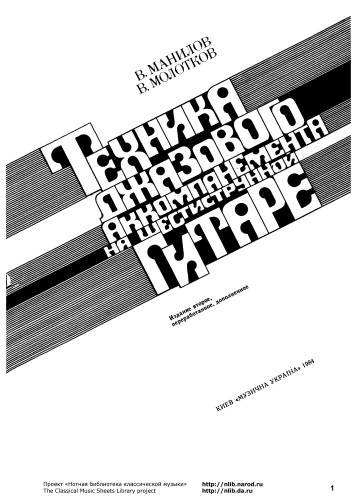 В. МАНИЛОВ
В. МОЛОТКОВ
ТЕХНИКА
ДЖАЗОВОГО
АККОМПАНЕМЕНТА
НА ШЕСТИСТРУННОЙ
ГИТАРЕ
Издание второе,
переработанное, дополненное
КИЕВ «МУЗИЧНА УКРАЇНА» 1984
Проект «Нотная библиотека классической музыки»
The Classical Music Sheets Library project
http://nlib.narod.ru
http://nlib.da.ru
1